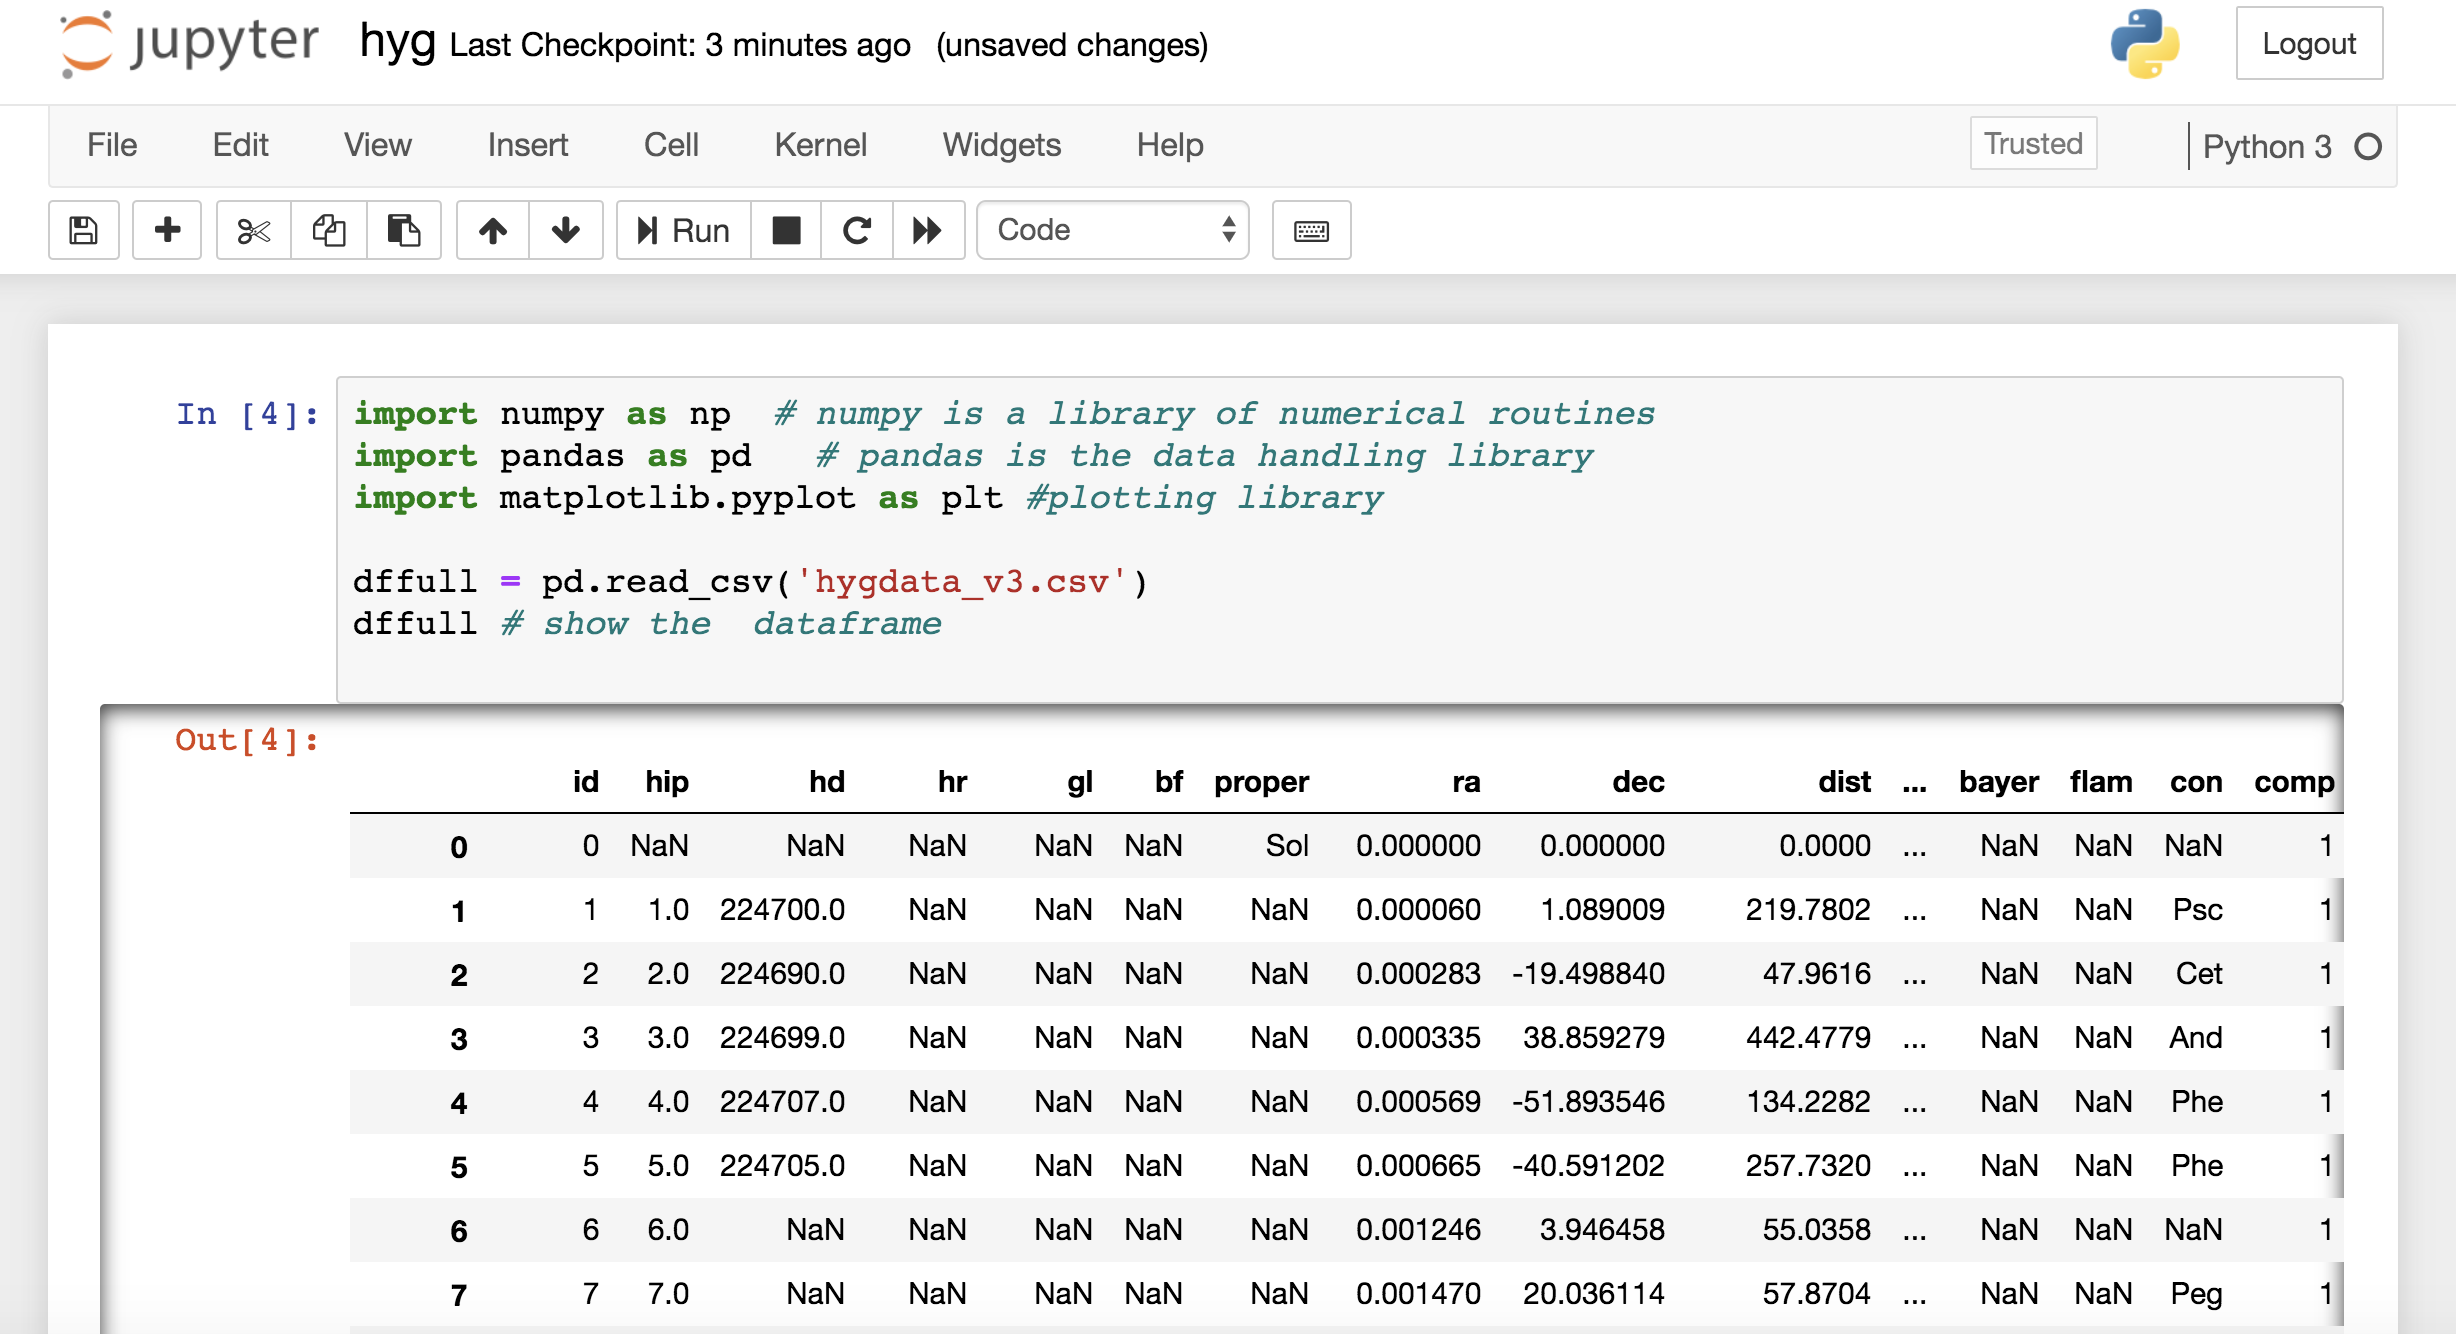 jupyter hyg Last Checkpoint: 3 minutes ago (unsaved changes) Logout
File Edit View Insert Cell Kernel Widgets Help Trusted Python 3
Run Code
In [4]: import numpy as np  # numpy is a library of numerical routines
import pandas as pd   # pandas is the data handling library
import matplotlib.pyplot as plt #plotting library
dffull = pd.read_csv('hygdata_v3.csv')
dffull # show the  dataframe
Out[4]:
id hip hd hr gl bf proper ra dec dist ... bayer flam con comp
0 0 NaN NaN NaN NaN NaN Sol 0.000000 0.000000 0.0000 ... NaN NaN NaN 1
1 1 1.0 224700.0 NaN NaN NaN NaN 0.000060 1.089009 219.7802 ... NaN NaN Psc 1
2 2 2.0 224690.0 NaN NaN NaN NaN 0.000283 -19.498840 47.9616 ... NaN NaN Cet 1
3 3 3.0 224699.0 NaN NaN NaN NaN 0.000335 38.859279 442.4779 ... NaN NaN And 1
4 4 4.0 224707.0 NaN NaN NaN NaN 0.000569 -51.893546 134.2282 ... NaN NaN Phe 1
5 5 5.0 224705.0 NaN NaN NaN NaN 0.000665 -40.591202 257.7320 ... NaN NaN Phe 1
6 6 6.0 NaN NaN NaN NaN NaN 0.001246 3.946458 55.0358 ... NaN NaN NaN 1
7 7 7.0 NaN NaN NaN NaN NaN 0.001470 20.036114 57.8704 ... NaN NaN Peg 1